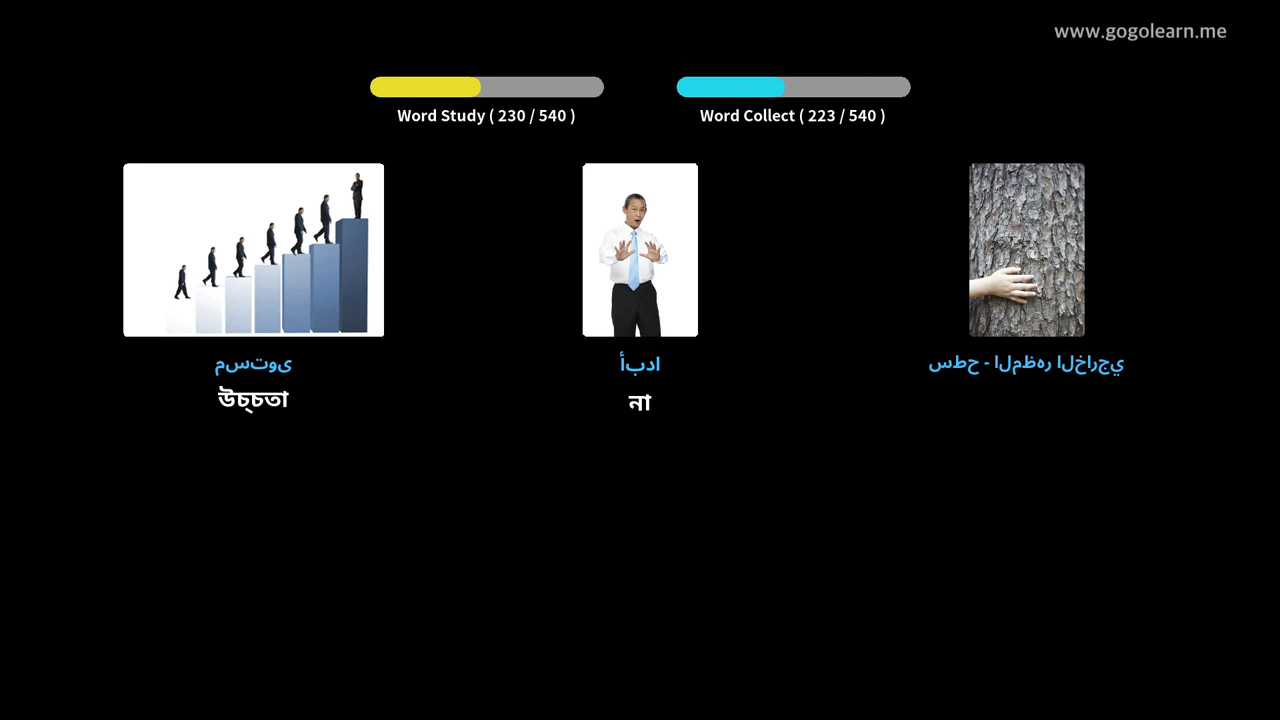 www.gogolearn.me
Word Study ( 230 / 540 )
Word Collect ( 223 / 540 )
مستوى
أبدا
سطح - المظهر الخارجي
উচ্চতা
না